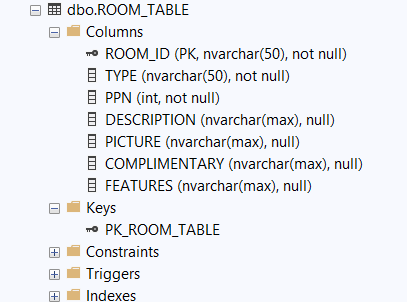 dbo.ROOM_TABLE
Columns
ROOM_ID (PK, nvarchar(50), not null)
TYPE (nvarchar(50), not null)
PPN (int, not null)
DESCRIPTION (nvarchar(max), null)
PICTURE (nvarchar(max), null)
COMPLIMENTARY (nvarchar(max), null)
FEATURES (nvarchar(max), null)
Keys
PK_ROOM_TABLE
Constraints
Triggers
Indexes